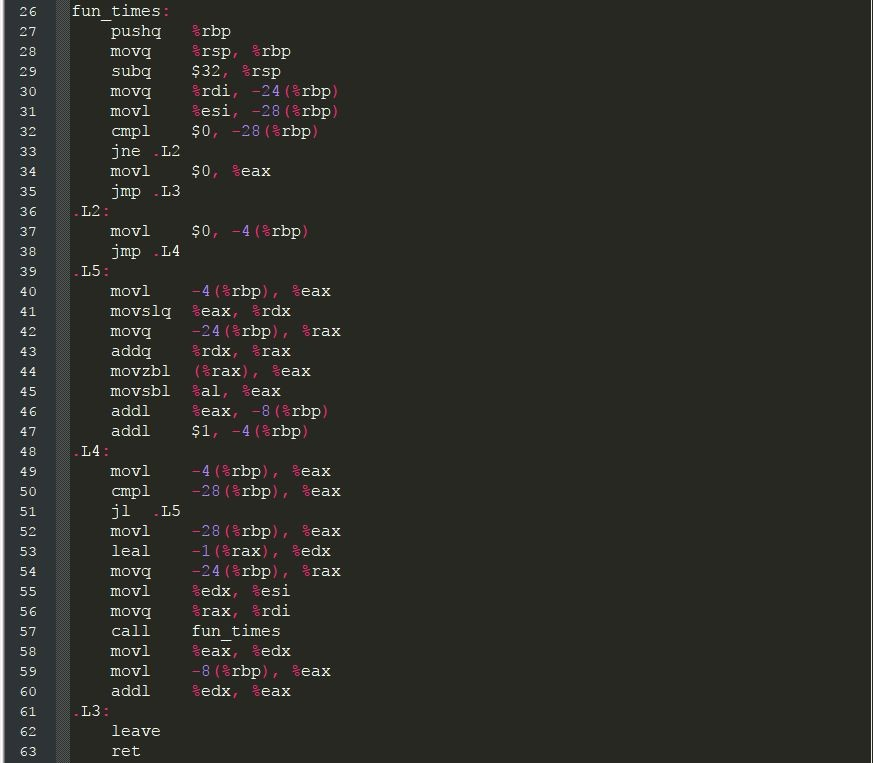 26 fun_times:
27     pushq   %rbp
28     movq    %rsp, %rbp
29     subq    $32, %rsp
30     movq    %rdi, -24(%rbp)
31     movl    %esi, -28(%rbp)
32     cmpl    $0, -28(%rbp)
33     jne .L2
34     movl    $0, %eax
35     jmp .L3
36 .L2:
37     movl    $0, -4(%rbp)
38     jmp .L4
39 .L5:
40     movl    -4(%rbp), %eax
41     movslq  %eax, %rdx
42     movq    -24(%rbp), %rax
43     addq    %rdx, %rax
44     movzbl  (%rax), %eax
45     movsbl  %al, %eax
46     addl    %eax, -8(%rbp)
47     addl    $1, -4(%rbp)
48 .L4:
49     movl    -4(%rbp), %eax
50     cmpl    -28(%rbp), %eax
51     jl  .L5
52     movl    -28(%rbp), %eax
53     leal    -1(%rax), %edx
54     movq    -24(%rbp), %rax
55     movl    %edx, %esi
56     movq    %rax, %rdi
57     call    fun_times
58     movl    %eax, %edx
59     movl    -8(%rbp), %eax
60     addl    %edx, %eax
61 .L3:
62     leave
63     ret